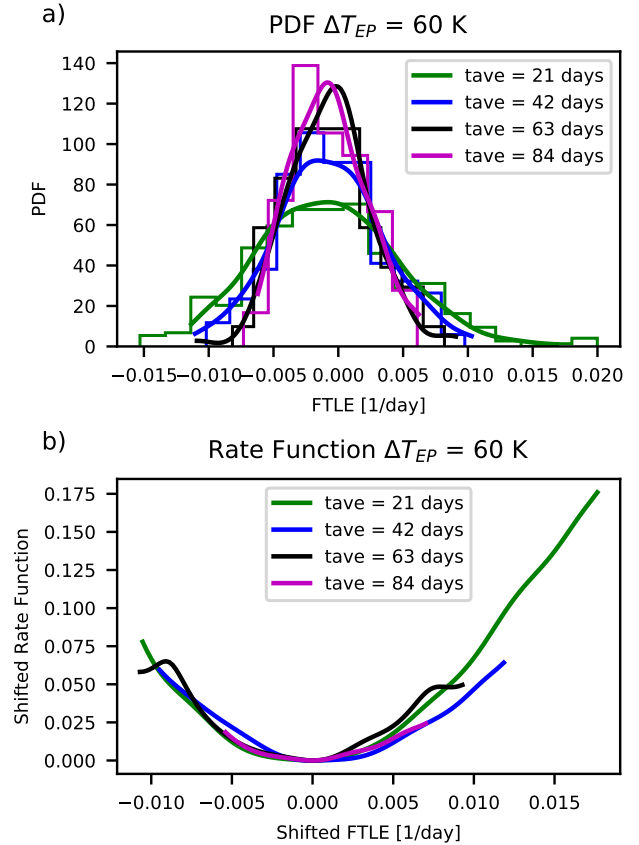 a)
PDF ΔT_EP = 60 K
140
120
100
80
60
40
20
0
PDF
tave = 21 days
tave = 42 days
tave = 63 days
tave = 84 days
−0.015 −0.010 −0.005 0.000 0.005 0.010 0.015 0.020
FTLE [1/day]
b)
Rate Function ΔT_EP = 60 K
0.175
0.150
0.125
0.100
0.075
0.050
0.025
0.000
Shifted Rate Function
tave = 21 days
tave = 42 days
tave = 63 days
tave = 84 days
−0.010 −0.005 0.000 0.005 0.010 0.015
Shifted FTLE [1/day]